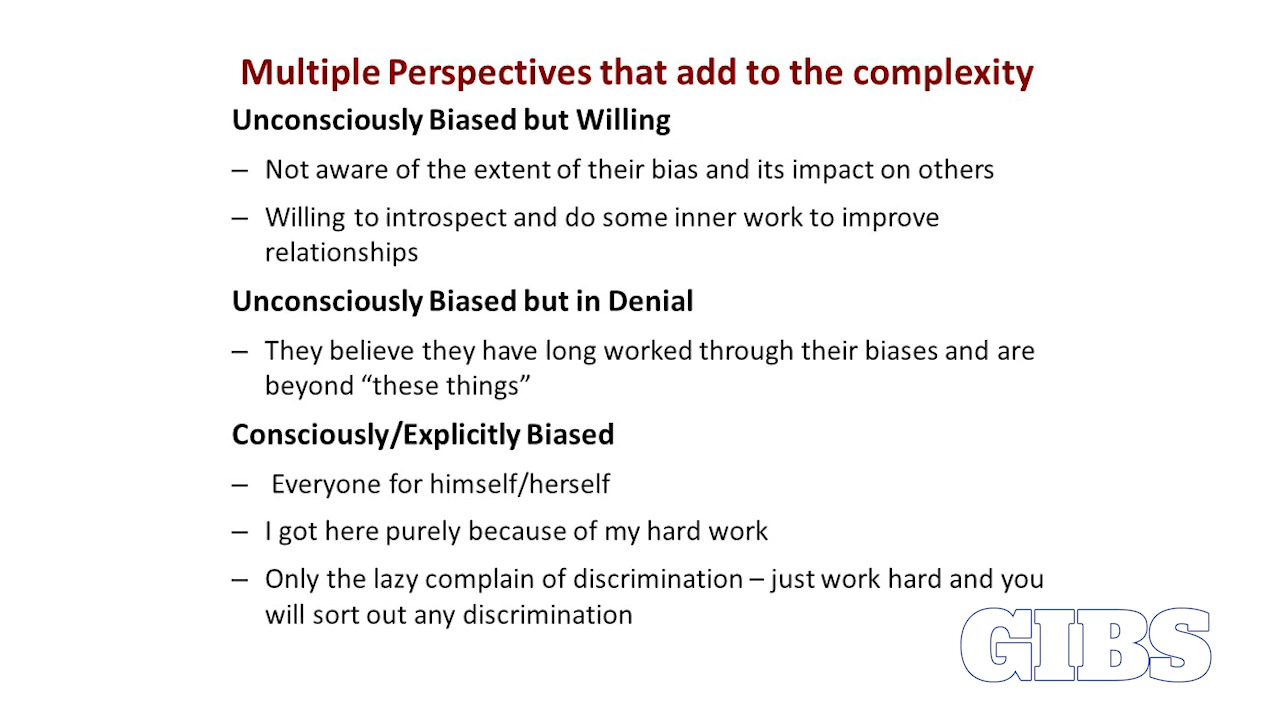 Multiple Perspectives that add to the complexity
Unconsciously Biased but Willing
– Not aware of the extent of their bias and its impact on others
– Willing to introspect and do some inner work to improve
relationships
Unconsciously Biased but in Denial
– They believe they have long worked through their biases and are
beyond “these things”
Consciously/Explicitly Biased
– Everyone for himself/herself
– I got here purely because of my hard work
– Only the lazy complain of discrimination – just work hard and you
will sort out any discrimination
GIBS